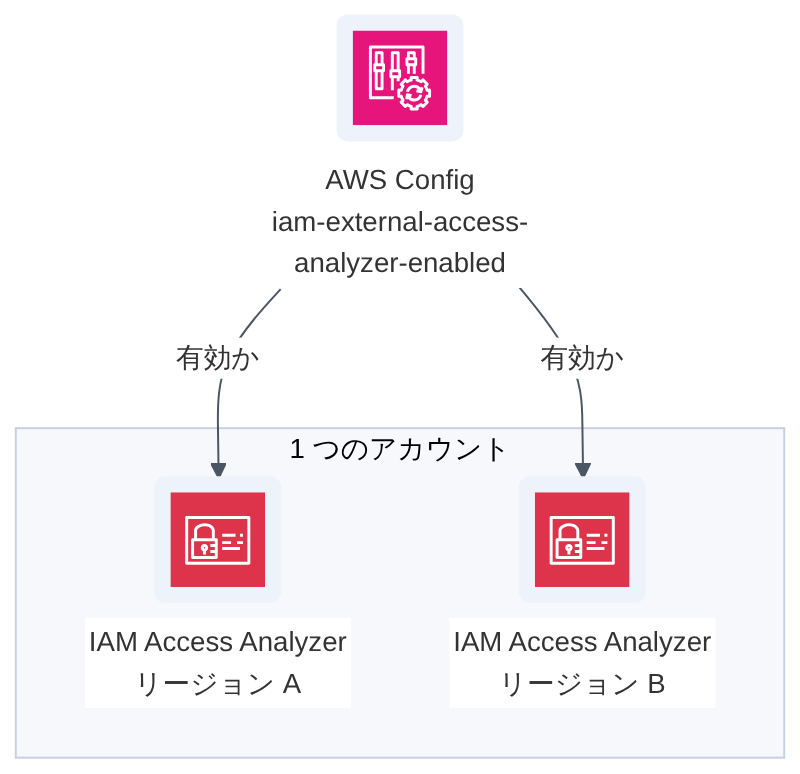 AWS Config
iam-external-access-
analyzer-enabled
有効か
有効か
1 つのアカウント
IAM Access Analyzer
リージョン A
IAM Access Analyzer
リージョン B